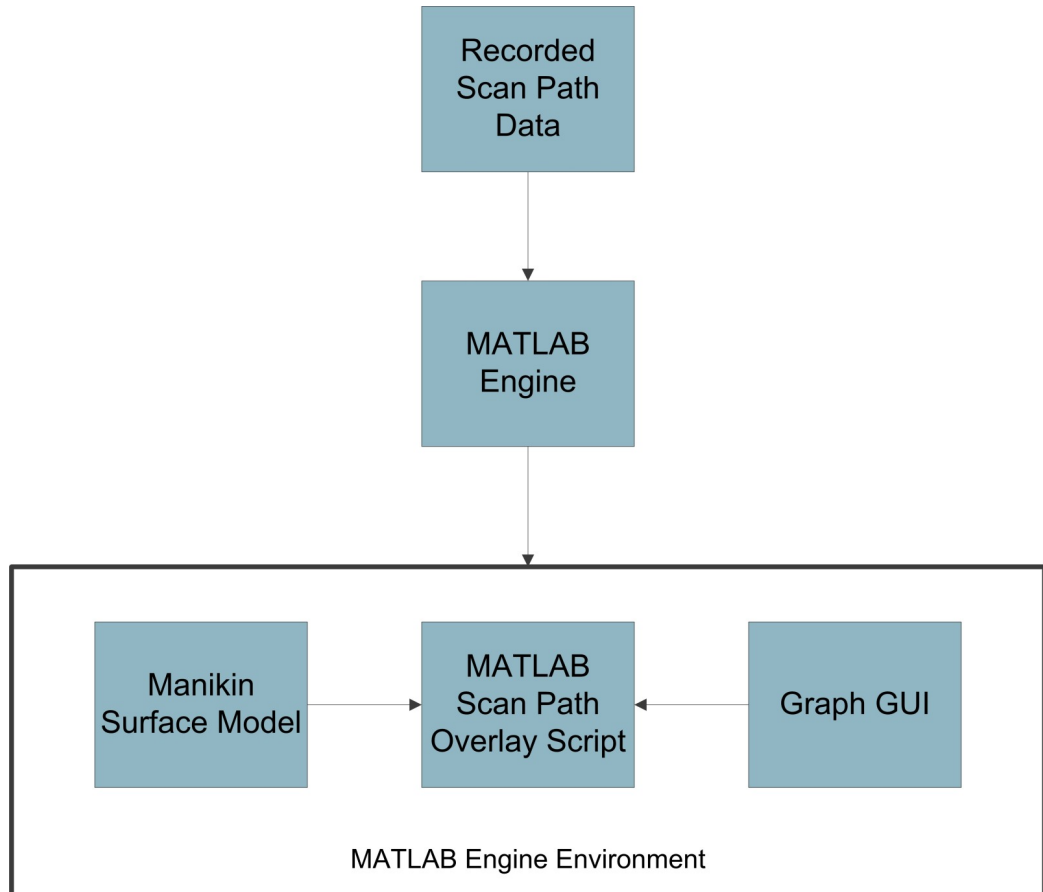 Recorded
Scan Path
Data
MATLAB
Engine
Manikin
Surface Model
MATLAB
Scan Path
Overlay Script
Graph GUI
MATLAB Engine Environment